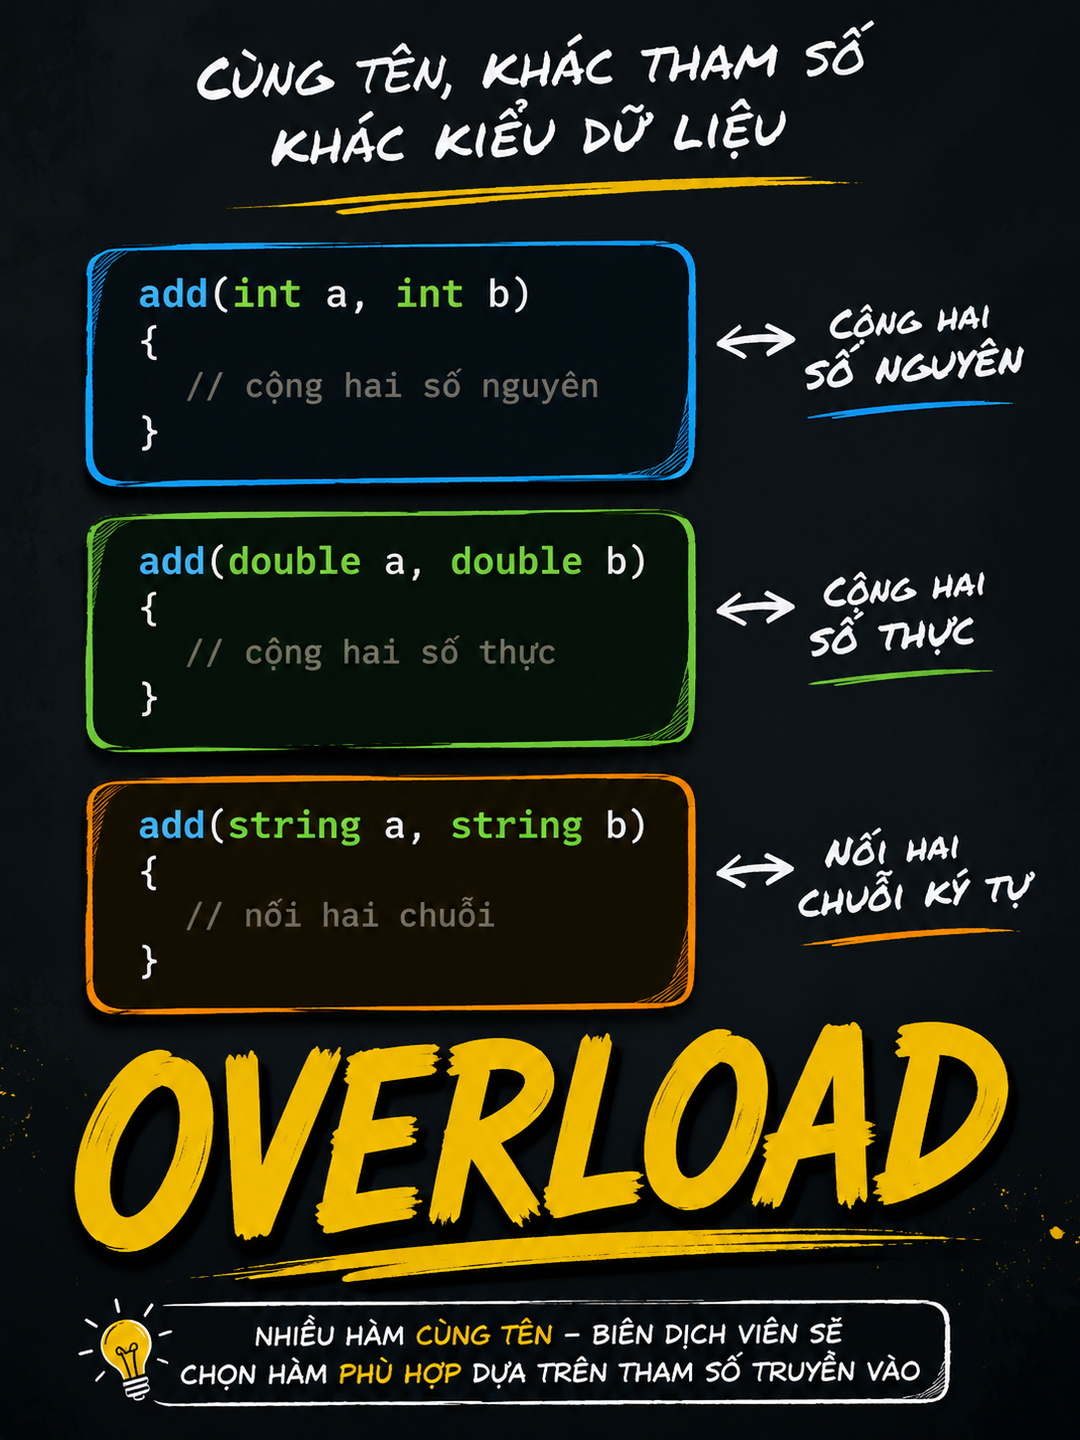 CÙNG TÊN, KHÁC THAM SỐ
KHÁC KIỂU DỮ LIỆU
add(int a, int b)
{
// cộng hai số nguyên
}
CỘNG HAI
SỐ NGUYÊN
add(double a, double b)
{
// cộng hai số thực
}
CỘNG HAI
SỐ THỰC
add(string a, string b)
{
// nối hai chuỗi
}
NỐI HAI
CHUỖI KÝ TỰ
OVERLOAD
NHIỀU HÀM CÙNG TÊN – BIÊN DỊCH VIÊN SẼ
CHỌN HÀM PHÙ HỢP DỰA TRÊN THAM SỐ TRUYỀN VÀO